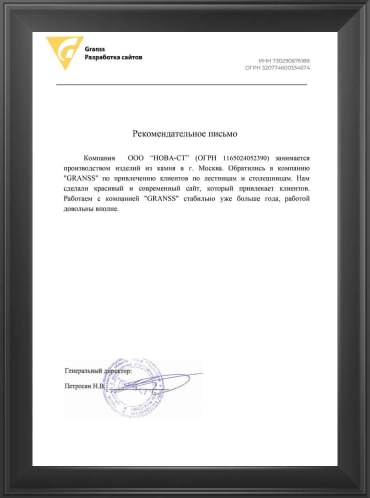 Granss
Разработка сайтов
ИНН 730290676188
ОГРН 320774600334674
Рекомендательное письмо
Компания ООО "НОВА-СТ" (ОГРН 1165024052390) занимается
производством изделий из камня в г. Москва. Обратились в компанию
"GRANSS" по привлечению клиентов по лестницам и столешницам. Нам
сделали красивый и современный сайт, который привлекает клиентов.
Работаем с компанией "GRANSS" стабильно уже больше года, работой
довольны вполне.
Генеральный директор:
Петросян Н.В.